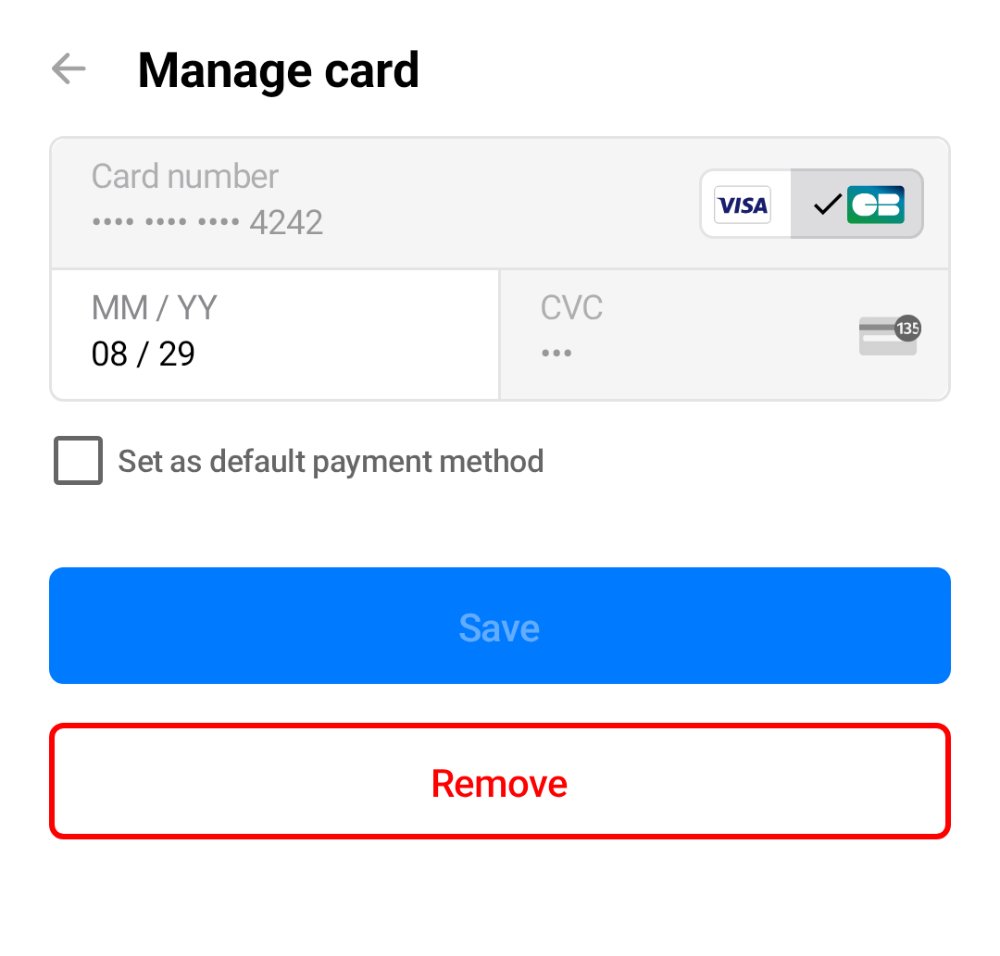 Manage card
Card number
•••• •••• •••• 4242
VISA
CB
MM / YY
08 / 29
CVC
•••
135
Set as default payment method
Save
Remove